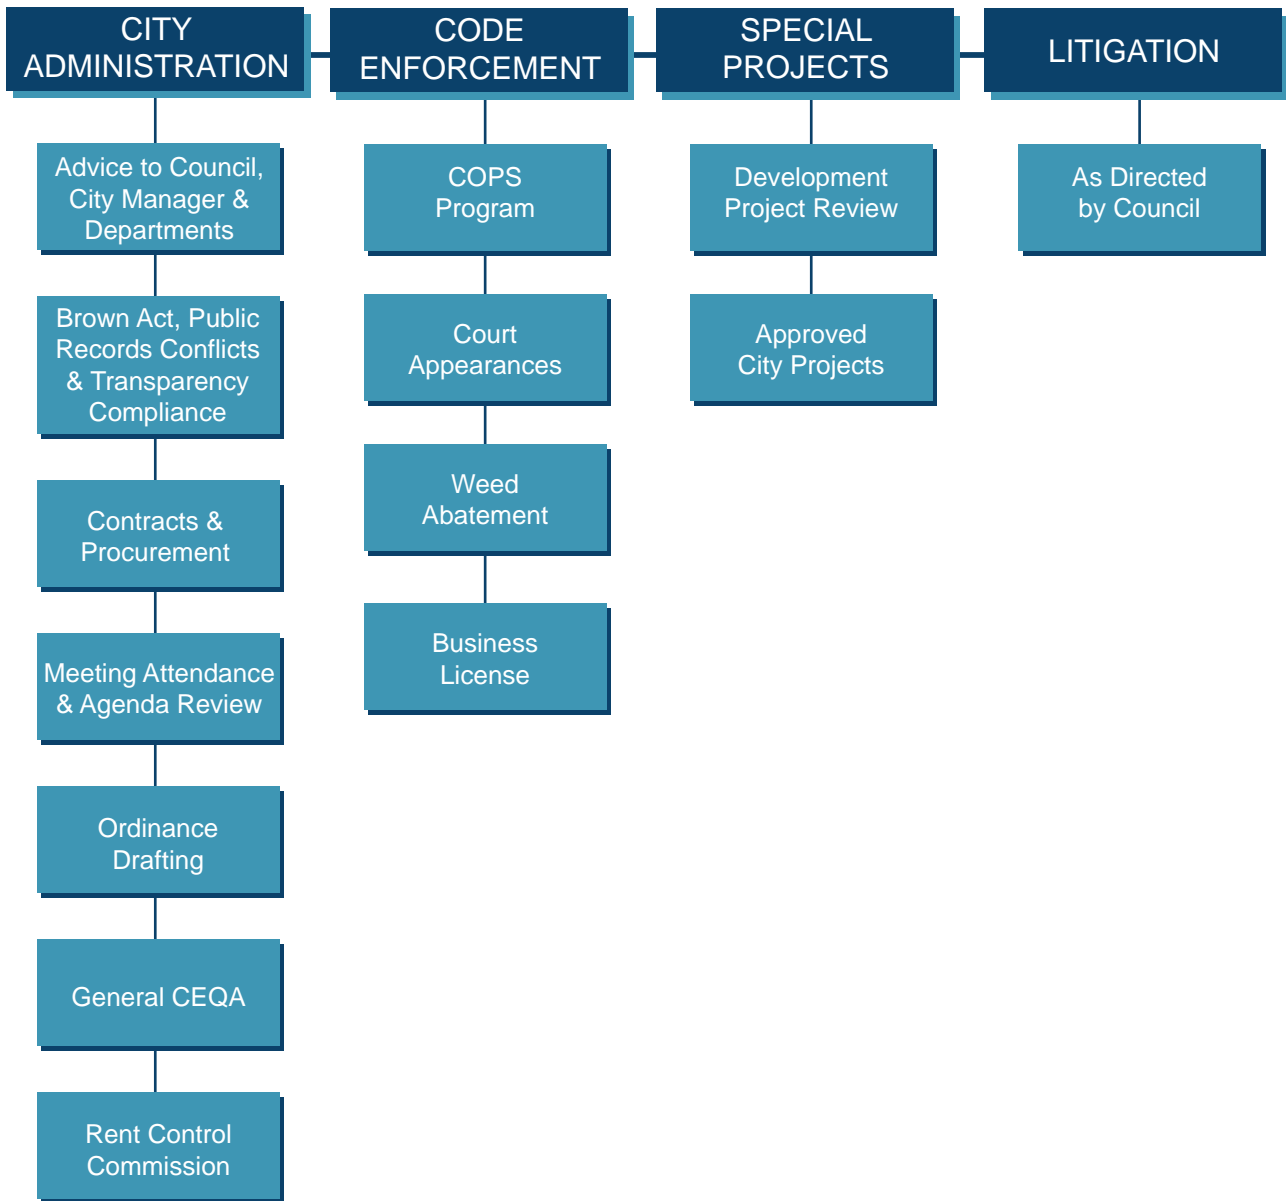 CITY
ADMINISTRATION
CODE
ENFORCEMENT
SPECIAL
PROJECTS
LITIGATION
Advice to Council,
City Manager &
Departments
Brown Act, Public
Records Conflicts
& Transparency
Compliance
Contracts &
Procurement
Meeting Attendance
& Agenda Review
Ordinance
Drafting
General CEQA
Rent Control
Commission
COPS
Program
Court
Appearances
Weed
Abatement
Business
License
Development
Project Review
Approved
City Projects
As Directed
by Council